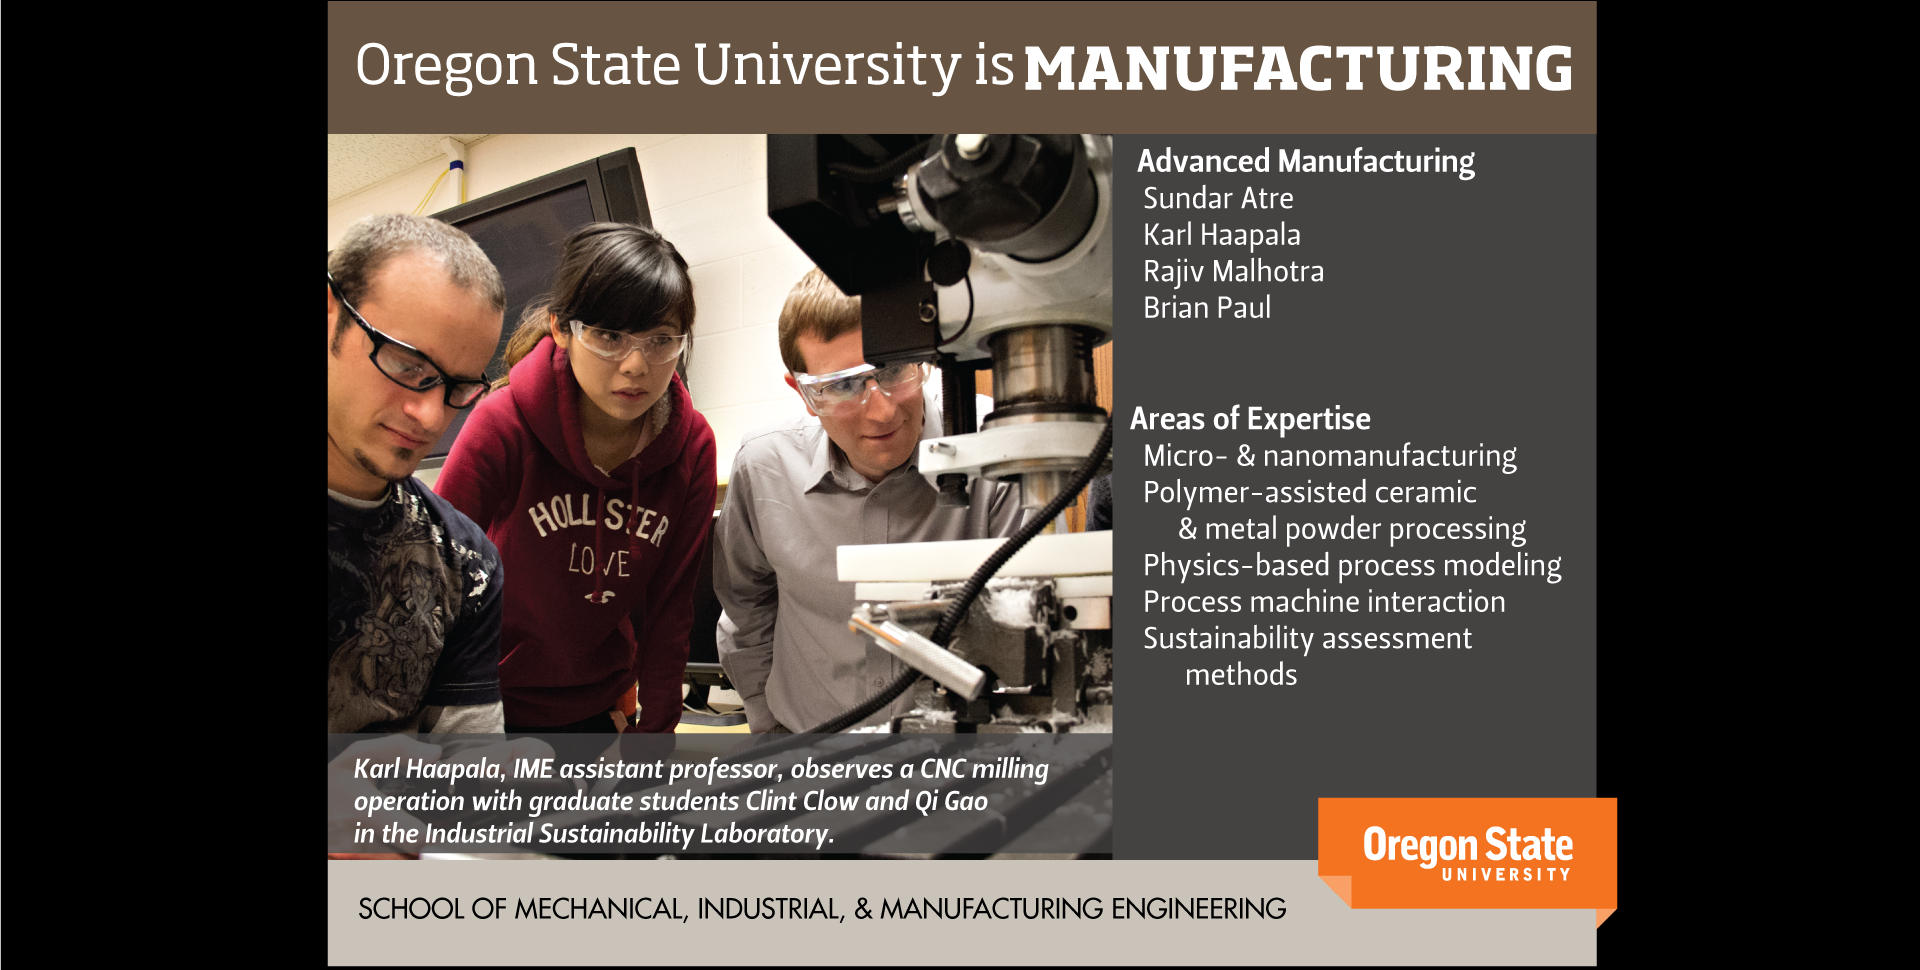 Oregon State University is MANUFACTURING
Advanced Manufacturing
Sundar Atre
Karl Haapala
Rajiv Malhotra
Brian Paul
Areas of Expertise
Micro- & nanomanufacturing
Polymer-assisted ceramic
& metal powder processing
Physics-based process modeling
Process machine interaction
Sustainability assessment
methods
HOLLISTER
LOVE
Karl Haapala, IME assistant professor, observes a CNC milling
operation with graduate students Clint Clow and Qi Gao
in the Industrial Sustainability Laboratory.
Oregon State
UNIVERSITY
SCHOOL OF MECHANICAL, INDUSTRIAL, & MANUFACTURING ENGINEERING